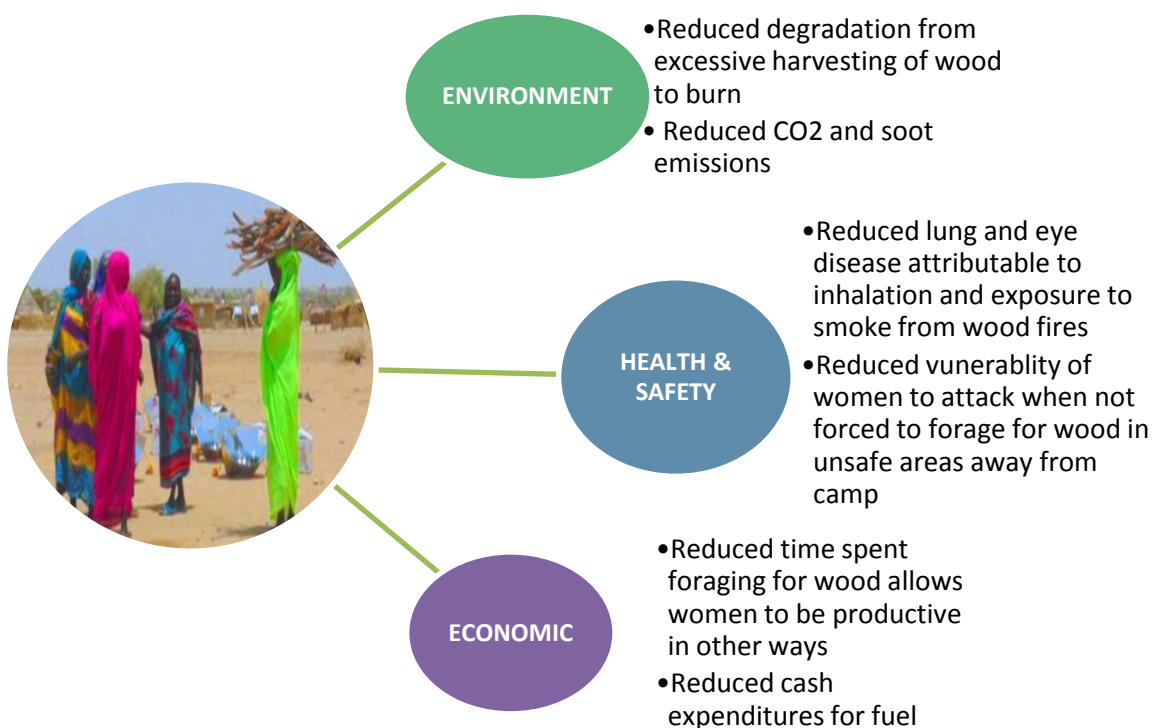 ENVIRONMENT
•Reduced degradation from
excessive harvesting of wood
to burn
• Reduced CO2 and soot
emissions
HEALTH &
SAFETY
•Reduced lung and eye
disease attributable to
inhalation and exposure to
smoke from wood fires
•Reduced vunerablity of
women to attack when not
forced to forage for wood in
unsafe areas away from
camp
ECONOMIC
•Reduced time spent
foraging for wood allows
women to be productive
in other ways
•Reduced cash
expenditures for fuel